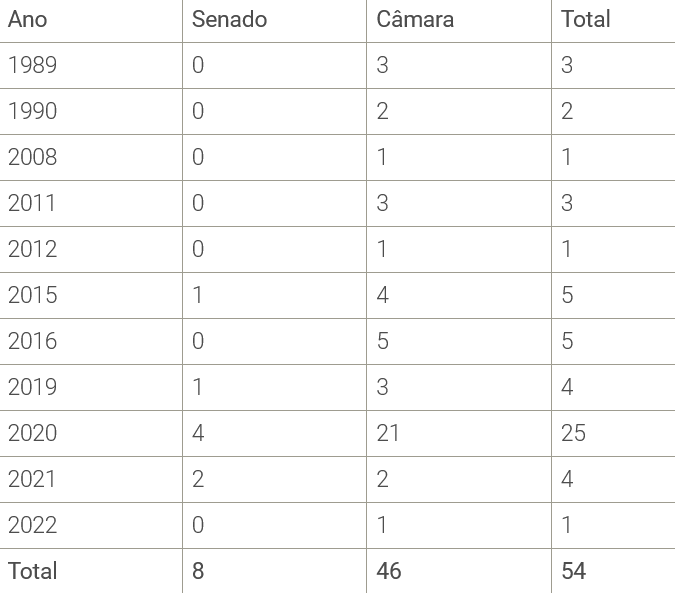 Ano Senado Câmara Total
1989 0 3 3
1990 0 2 2
2008 0 1 1
2011 0 3 3
2012 0 1 1
2015 1 4 5
2016 0 5 5
2019 1 3 4
2020 4 21 25
2021 2 2 4
2022 0 1 1
Total 8 46 54